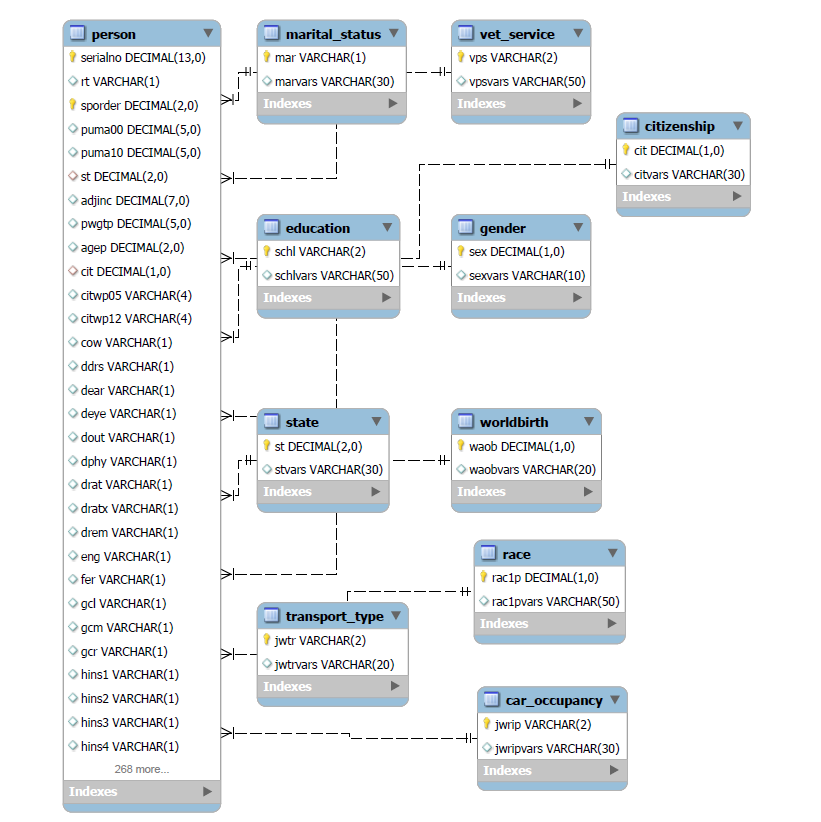 person
serialno DECIMAL(13,0)
rt VARCHAR(1)
sporder DECIMAL(2,0)
puma00 DECIMAL(5,0)
puma10 DECIMAL(5,0)
st DECIMAL(2,0)
adjinc DECIMAL(7,0)
pwgtp DECIMAL(5,0)
agep DECIMAL(2,0)
cit DECIMAL(1,0)
citwp05 VARCHAR(4)
citwp12 VARCHAR(4)
cow VARCHAR(1)
ddrs VARCHAR(1)
dear VARCHAR(1)
deye VARCHAR(1)
dout VARCHAR(1)
dphy VARCHAR(1)
drat VARCHAR(1)
dratx VARCHAR(1)
drem VARCHAR(1)
eng VARCHAR(1)
fer VARCHAR(1)
gcl VARCHAR(1)
gcm VARCHAR(1)
gcr VARCHAR(1)
hins1 VARCHAR(1)
hins2 VARCHAR(1)
hins3 VARCHAR(1)
hins4 VARCHAR(1)
268 more...
Indexes
marital_status
mar VARCHAR(1)
marvars VARCHAR(30)
Indexes
vet_service
vps VARCHAR(2)
vpsvars VARCHAR(50)
Indexes
citizenship
cit DECIMAL(1,0)
citvars VARCHAR(30)
Indexes
education
schl VARCHAR(2)
schlvars VARCHAR(50)
Indexes
gender
sex DECIMAL(1,0)
sexvars VARCHAR(10)
Indexes
state
st DECIMAL(2,0)
stvars VARCHAR(30)
Indexes
worldbirth
waob DECIMAL(1,0)
waobvars VARCHAR(20)
Indexes
race
rac1p DECIMAL(1,0)
rac1pvars VARCHAR(50)
Indexes
transport_type
jwtr VARCHAR(2)
jwtrvars VARCHAR(20)
Indexes
car_occupancy
jwrip VARCHAR(2)
jwripvars VARCHAR(30)
Indexes